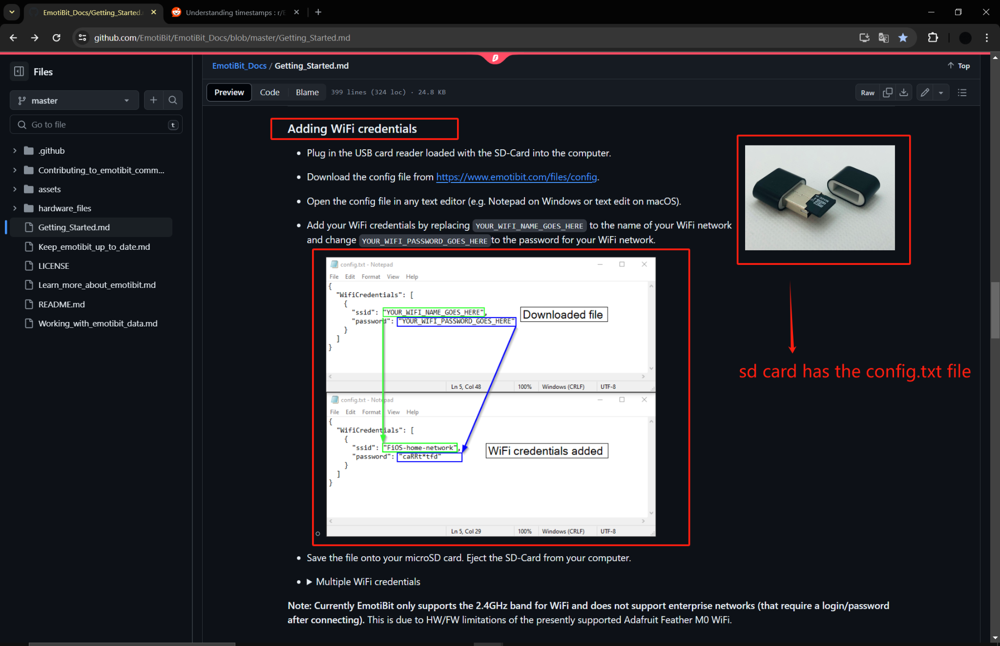 EmotiBit_Docs/Getting_Started.
Understanding timestamps : r/E
github.com/EmotiBit/EmotiBit_Docs/blob/master/Getting_Started.md
Files
EmotiBit_Docs / Getting_Started.md
Top
master
Preview
Code
Blame
399 lines (324 loc) · 24.8 KB
Raw
Go to file
t
.github
Contributing_to_emotibit_comm...
assets
hardware_files
Getting_Started.md
Keep_emotibit_up_to_date.md
LICENSE
Learn_more_about_emotibit.md
README.md
Working_with_emotibit_data.md
Adding WiFi credentials
• Plug in the USB card reader loaded with the SD-Card into the computer.
• Download the config file from https://www.emotibit.com/files/config.
• Open the config file in any text editor (e.g. Notepad on Windows or text edit on macOS).
• Add your WiFi credentials by replacing YOUR_WIFI_NAME_GOES_HERE to the name of your WiFi network
and change YOUR_WIFI_PASSWORD_GOES_HERE to the password for your WiFi network.
config.txt - Notepad
File Edit Format View Help
{
"WifiCredentials": [
{
"ssid": "YOUR_WIFI_NAME_GOES_HERE",
"password": "YOUR_WIFI_PASSWORD_GOES_HERE"
}
]
}
Downloaded file
Ln 5, Col 48 100% Windows (CRLF) UTF-8
config.txt - Notepad
File Edit Format View Help
{
"WifiCredentials": [
{
"ssid": "FiOS-home-network",
"password": "caRRt*tfd"
}
]
}
WiFi credentials added
Ln 5, Col 29 100% Windows (CRLF) UTF-8
sd card has the config.txt file
• Save the file onto your microSD card. Eject the SD-Card from your computer.
• ▶ Multiple WiFi credentials
Note: Currently EmotiBit only supports the 2.4GHz band for WiFi and does not support enterprise networks (that require a login/password
after connecting). This is due to HW/FW limitations of the presently supported Adafruit Feather M0 WiFi.